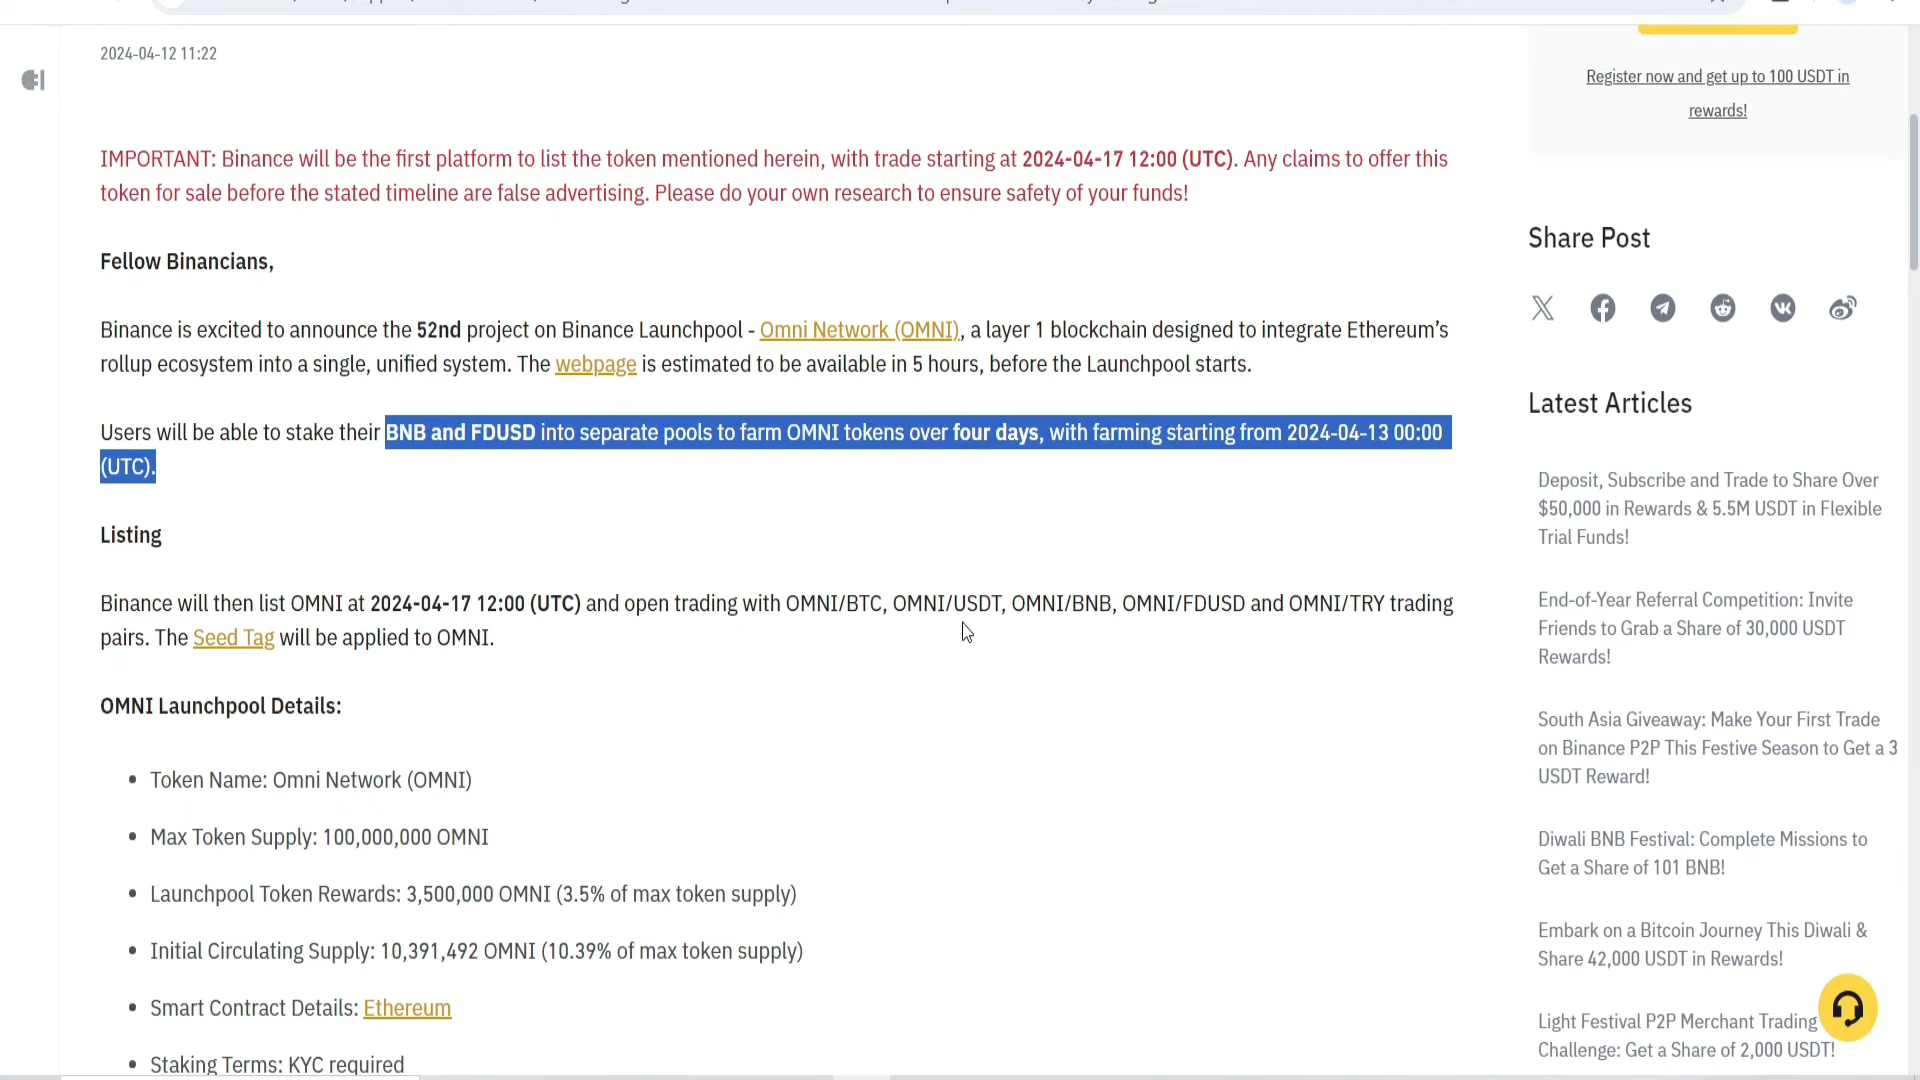 2024-04-12 11:22
IMPORTANT: Binance will be the first platform to list the token mentioned herein, with trade starting at 2024-04-17 12:00 (UTC). Any claims to offer this
token for sale before the stated timeline are false advertising. Please do your own research to ensure safety of your funds!
Fellow Binancians,
Binance is excited to announce the 52nd project on Binance Launchpool - Omni Network (OMNI), a layer 1 blockchain designed to integrate Ethereum’s
rollup ecosystem into a single, unified system. The webpage is estimated to be available in 5 hours, before the Launchpool starts.
Users will be able to stake their BNB and FDUSD into separate pools to farm OMNI tokens over four days, with farming starting from 2024-04-13 00:00
(UTC).
Listing
Binance will then list OMNI at 2024-04-17 12:00 (UTC) and open trading with OMNI/BTC, OMNI/USDT, OMNI/BNB, OMNI/FDUSD and OMNI/TRY trading
pairs. The Seed Tag will be applied to OMNI.
OMNI Launchpool Details:
• Token Name: Omni Network (OMNI)
• Max Token Supply: 100,000,000 OMNI
• Launchpool Token Rewards: 3,500,000 OMNI (3.5% of max token supply)
• Initial Circulating Supply: 10,391,492 OMNI (10.39% of max token supply)
• Smart Contract Details: Ethereum
• Staking Terms: KYC required
Register now and get up to 100 USDT in
rewards!
Share Post
Latest Articles
Deposit, Subscribe and Trade to Share Over
$50,000 in Rewards & 5.5M USDT in Flexible
Trial Funds!
End-of-Year Referral Competition: Invite
Friends to Grab a Share of 30,000 USDT
Rewards!
South Asia Giveaway: Make Your First Trade
on Binance P2P This Festive Season to Get a 3
USDT Reward!
Diwali BNB Festival: Complete Missions to
Get a Share of 101 BNB!
Embark on a Bitcoin Journey This Diwali &
Share 42,000 USDT in Rewards!
Light Festival P2P Merchant Trading
Challenge: Get a Share of 2,000 USDT!